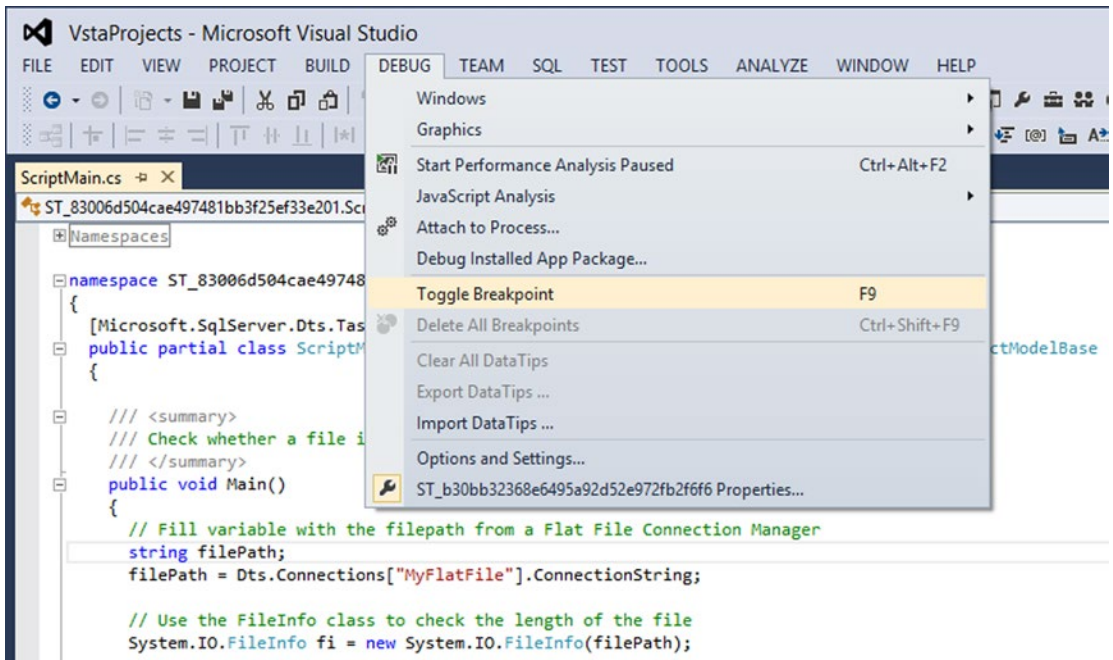 VstaProjects - Microsoft Visual Studio
FILE EDIT VIEW PROJECT BUILD DEBUG TEAM SQL TEST TOOLS ANALYZE WINDOW HELP
Windows
Graphics
Start Performance Analysis Paused Ctrl+Alt+F2
JavaScript Analysis
Attach to Process...
Debug Installed App Package...
Toggle Breakpoint F9
Delete All Breakpoints Ctrl+Shift+F9
Clear All DataTips
Export DataTips ...
Import DataTips ...
Options and Settings...
ST_b30bb32368e6495a92d52e972fb2f6f6 Properties...
ScriptMain.cs
ST_83006d504cae497481bb3f25ef33e201.Scr
Namespaces
namespace ST_83006d504cae49748
{
[Microsoft.SqlServer.Dts.Tas
public partial class ScriptM ctModelBase
{
/// <summary>
/// Check whether a file i
/// </summary>
public void Main()
{
// Fill variable with the filepath from a Flat File Connection Manager
string filePath;
filePath = Dts.Connections["MyFlatFile"].ConnectionString;
// Use the FileInfo class to check the length of the file
System.IO.FileInfo fi = new System.IO.FileInfo(filePath);